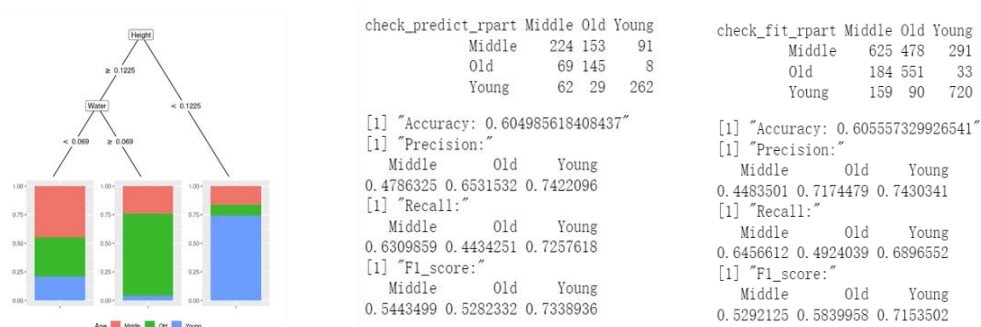 Height
≥ 0.1225
Water
< 0.1225
< 0.069
≥ 0.069
1.00
0.75
0.50
0.25
0.00
1.00
0.75
0.50
0.25
0.00
1.00
0.75
0.50
0.25
0.00
Age Middle Old Young
check_predict_rpart Middle Old Young
Middle 224 153 91
Old 69 145 8
Young 62 29 262
[1] "Accuracy: 0.604985618408437"
[1] "Precision:"
Middle Old Young
0.4786325 0.6531532 0.7422096
[1] "Recall:"
Middle Old Young
0.6309859 0.4434251 0.7257618
[1] "F1_score:"
Middle Old Young
0.5443499 0.5282332 0.7338936
check_fit_rpart Middle Old Young
Middle 625 478 291
Old 184 551 33
Young 159 90 720
[1] "Accuracy: 0.605557329926541"
[1] "Precision:"
Middle Old Young
0.4483501 0.7174479 0.7430341
[1] "Recall:"
Middle Old Young
0.6456612 0.4924039 0.6896552
[1] "F1_score:"
Middle Old Young
0.5292125 0.5839958 0.7153502